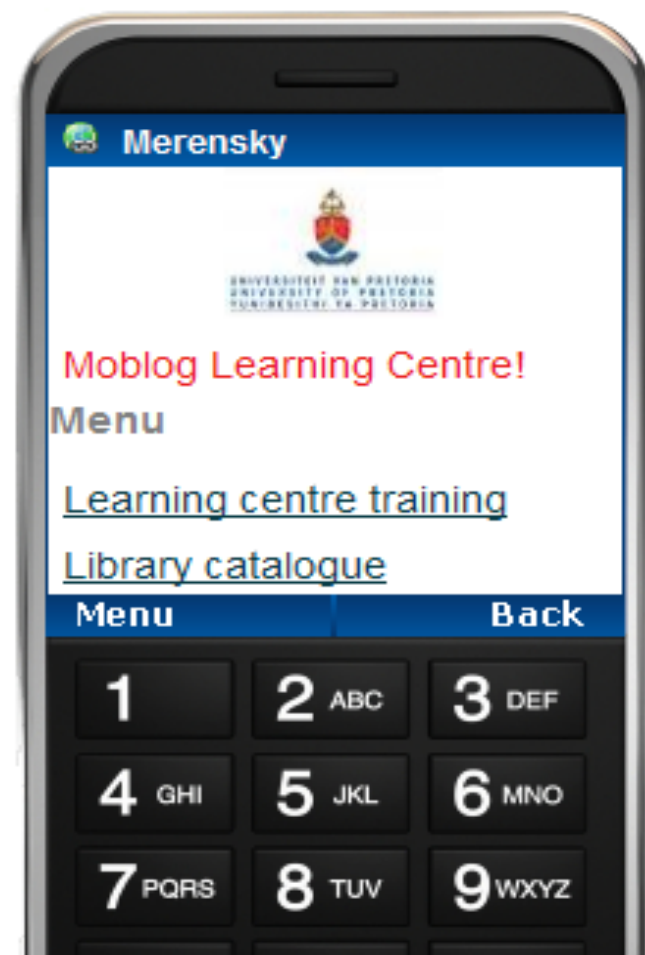 Merensky
UNIVERSITEIT VAN PRETORIA
UNIVERSITY OF PRETORIA
YUNIBESITHI YA PRETORIA
Moblog Learning Centre!
Menu
Learning centre training
Library catalogue
Menu Back
1 2 ABC 3 DEF
4 GHI 5 JKL 6 MNO
7 PQRS 8 TUV 9 WXYZ